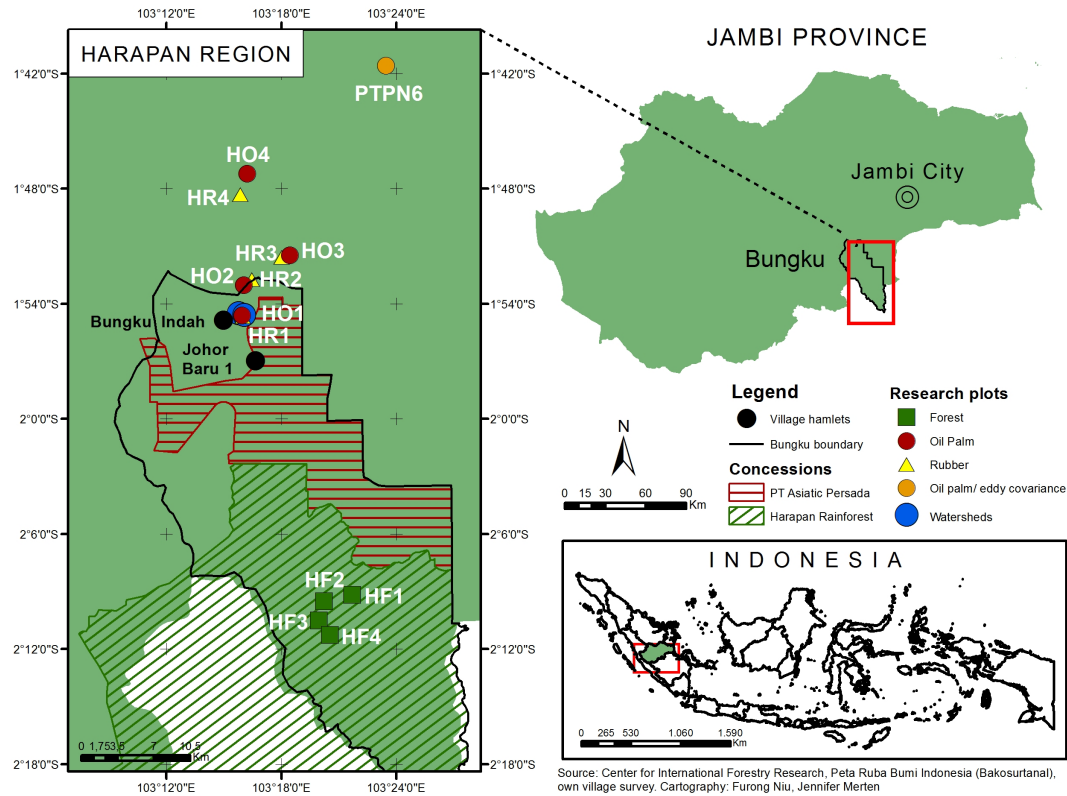 103°12'0"E 103°18'0"E 103°24'0"E
HARAPAN REGION
JAMBI PROVINCE
1°42'0"S 1°42'0"S
PTPN6
HO4
Jambi City
1°48'0"S 1°48'0"S
HR4
HR3 HO3
Bungku
HO2 HR2
1°54'0"S 1°54'0"S
HO1
Bungku Indah
HR1
Johor
Baru 1
2°0'0"S 2°0'0"S
2°6'0"S 2°6'0"S
HF2
HF1
HF3
HF4
2°12'0"S 2°12'0"S
0 1,753,5 7 10,5
Km
2°18'0"S 2°18'0"S
103°12'0"E 103°18'0"E 103°24'0"E
N
0 15 30 60 90
Km
Legend
Village hamlets
Bungku boundary
Concessions
PT Asiatic Persada
Harapan Rainforest
Research plots
Forest
Oil Palm
Rubber
Oil palm/ eddy covariance
Watersheds
INDONESIA
0 265 530 1.060 1.590
Km
Source: Center for International Forestry Research, Peta Ruba Bumi Indonesia (Bakosurtanal),
own village survey. Cartography: Furong Niu, Jennifer Merten